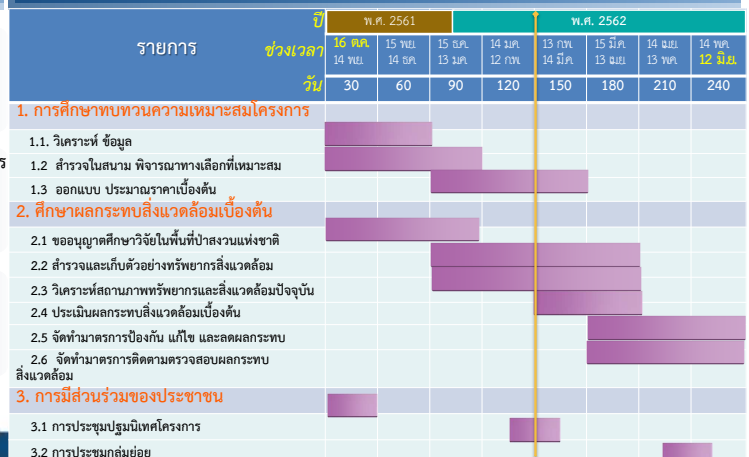 ปี พ.ศ. 2561 พ.ศ. 2562
รายการ ช่วงเวลา 16 ตค. 15 พย. 15 ธค. 14 มค. 13 กพ. 15 มีค. 14 เมย. 14 พค.
14 พย. 14 ธค. 13 มค. 12 กพ. 14 มีค. 13 เมย. 13 พค. 12 มิย.
วัน 30 60 90 120 150 180 210 240
1. การศึกษาทบทวนความเหมาะสมโครงการ
1.1. วิเคราะห์ ข้อมูล
1.2 สำรวจในสนาม พิจารณาทางเลือกที่เหมาะสม
1.3 ออกแบบ ประมาณราคาเบื้องต้น
2. ศึกษาผลกระทบสิ่งแวดล้อมเบื้องต้น
2.1 ขออนุญาตศึกษาวิจัยในพื้นที่ป่าสงวนแห่งชาติ
2.2 สำรวจและเก็บตัวอย่างทรัพยากรสิ่งแวดล้อม
2.3 วิเคราะห์สถานภาพทรัพยากรและสิ่งแวดล้อมปัจจุบัน
2.4 ประเมินผลกระทบสิ่งแวดล้อมเบื้องต้น
2.5 จัดทำมาตรการป้องกัน แก้ไข และลดผลกระทบ
2.6 จัดทำมาตรการติดตามตรวจสอบผลกระทบ
สิ่งแวดล้อม
3. การมีส่วนร่วมของประชาชน
3.1 การประชุมปฐมนิเทศโครงการ
3.2 การประชุมกลุ่มย่อย